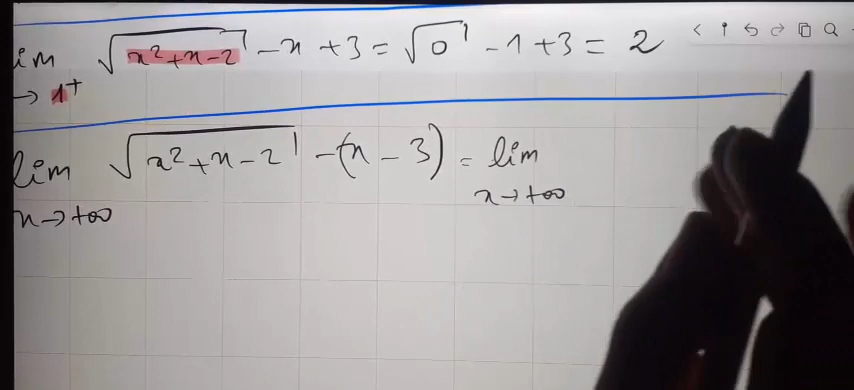 lim √(x²+x-2) - x + 3 = √0 - 1 + 3 = 2
→ 1⁺
lim √(x²+x-2) - (x - 3) = lim
x→+∞ x→+∞